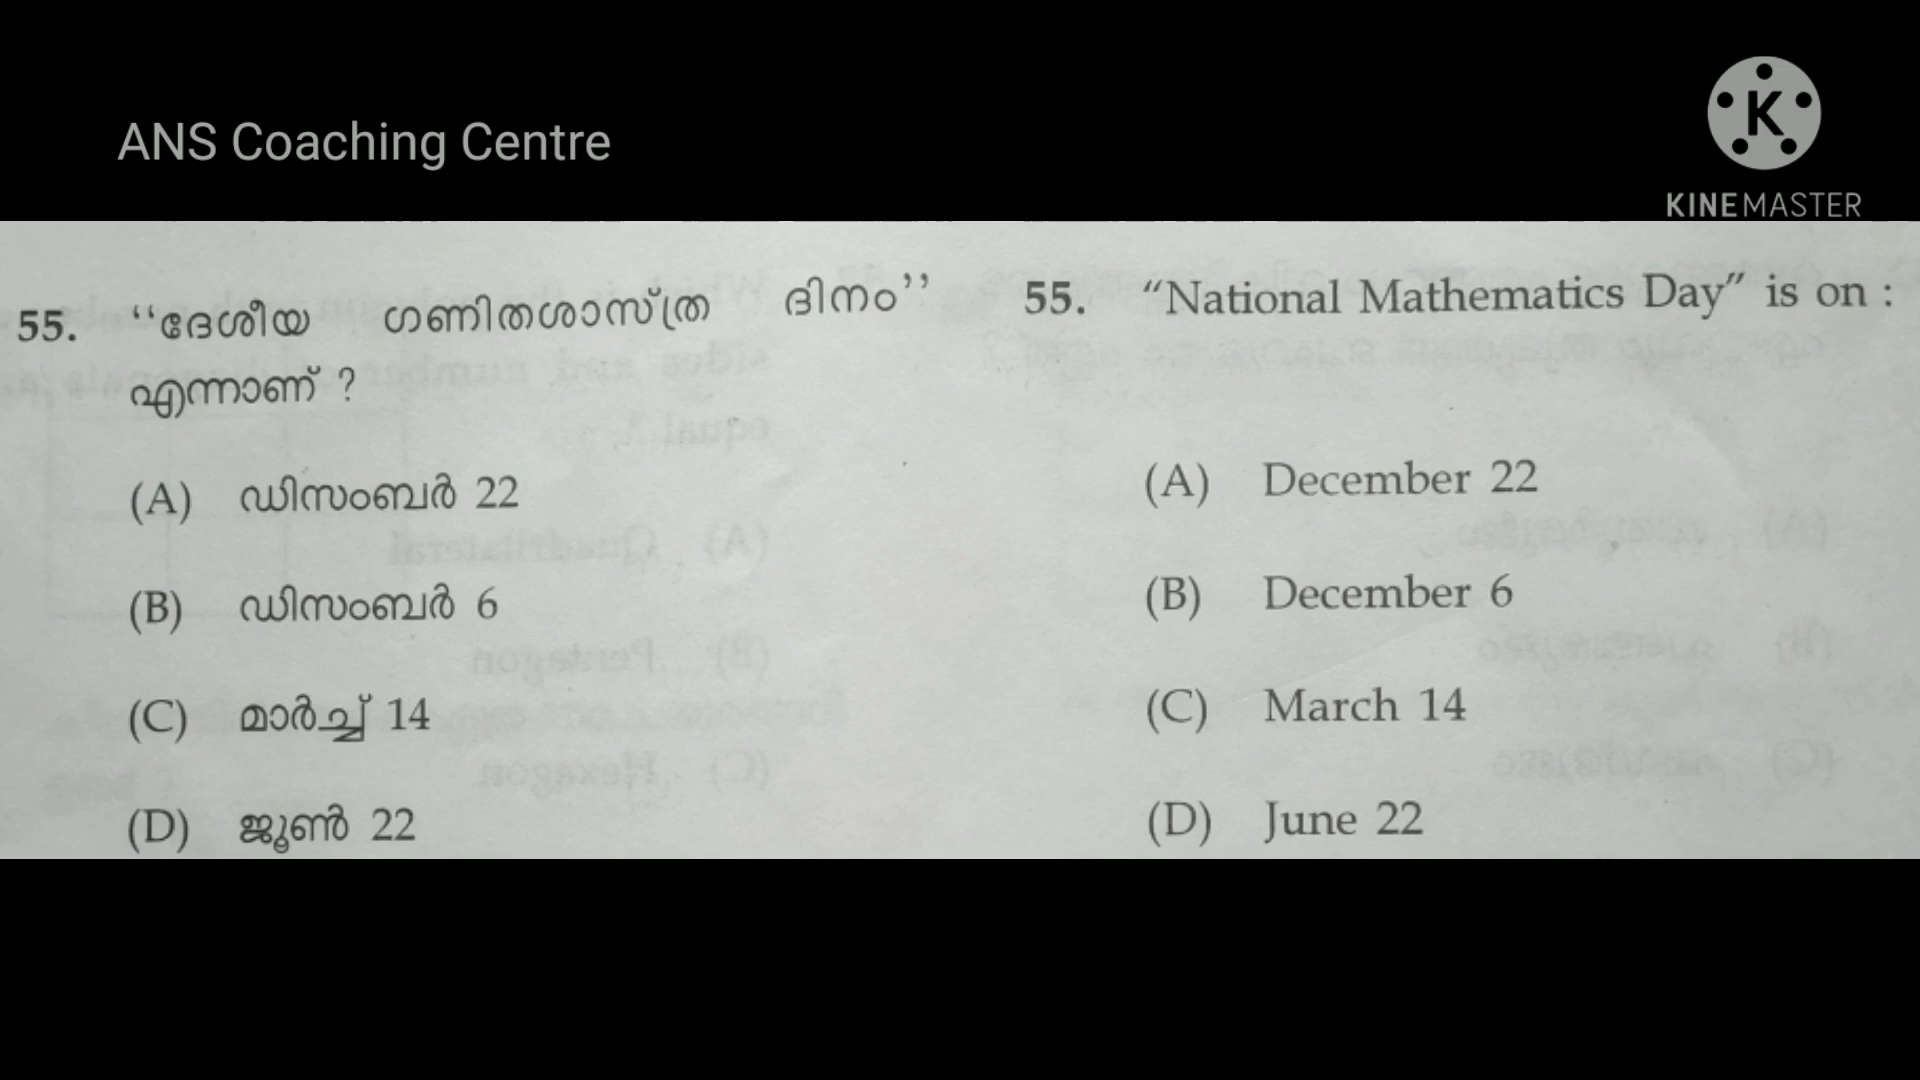 ANS Coaching Centre
K
KINEMASTER
55. ‘‘ദേശീയ ഗണിതശാസ്ത്ര ദിനം’’
എന്നാണ് ?
(A) ഡിസംബർ 22
(B) ഡിസംബർ 6
(C) മാർച്ച് 14
(D) ജൂൺ 22
55. “National Mathematics Day” is on :
(A) December 22
(B) December 6
(C) March 14
(D) June 22